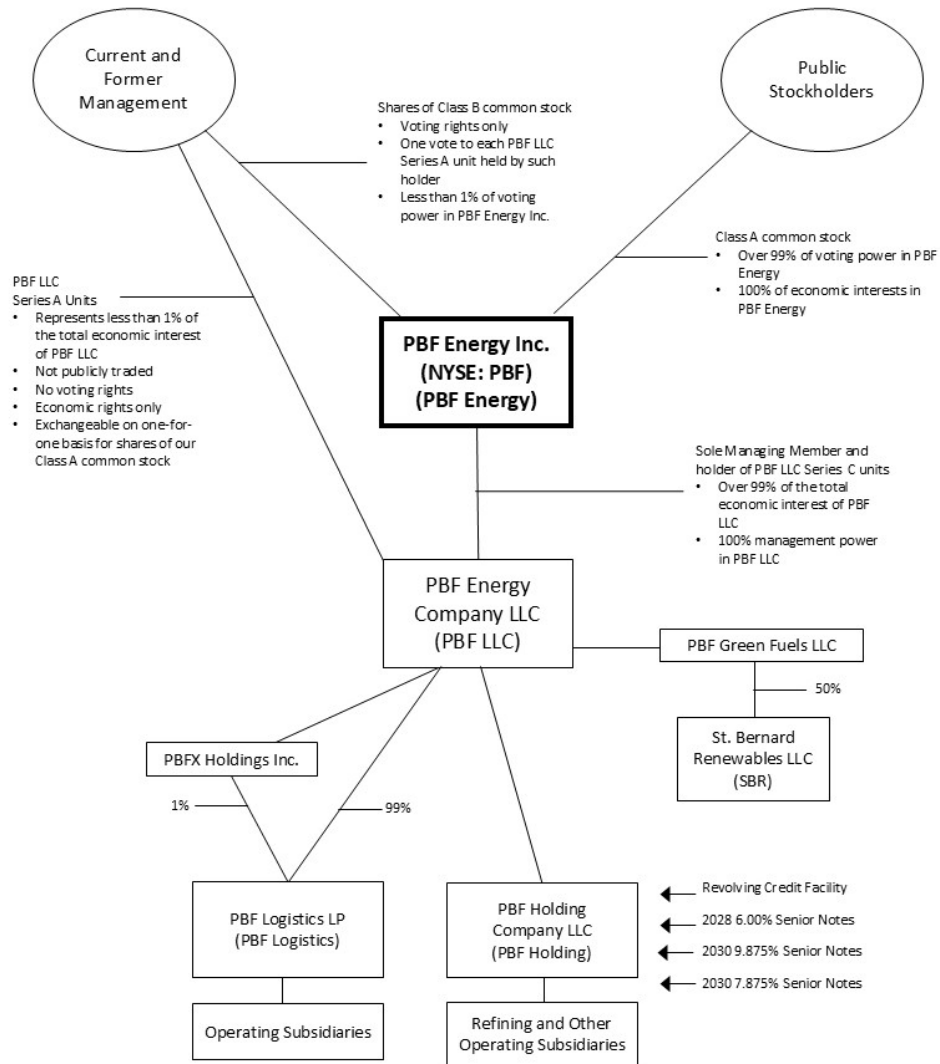 Current and
Former
Management
Public
Stockholders
Shares of Class B common stock
• Voting rights only
• One vote to each PBF LLC
Series A unit held by such
holder
• Less than 1% of voting
power in PBF Energy Inc.
Class A common stock
• Over 99% of voting power in PBF
Energy
• 100% of economic interests in
PBF Energy
PBF LLC
Series A Units
• Represents less than 1% of
the total economic interest
of PBF LLC
• Not publicly traded
• No voting rights
• Economic rights only
• Exchangeable on one-for-
one basis for shares of our
Class A common stock
PBF Energy Inc.
(NYSE: PBF)
(PBF Energy)
Sole Managing Member and
holder of PBF LLC Series C units
• Over 99% of the total
economic interest of PBF
LLC
• 100% management power
in PBF LLC
PBF Energy
Company LLC
(PBF LLC)
PBF Green Fuels LLC
50%
St. Bernard
Renewables LLC
(SBR)
PBFX Holdings Inc.
1%
99%
PBF Logistics LP
(PBF Logistics)
Operating Subsidiaries
PBF Holding
Company LLC
(PBF Holding)
Refining and Other
Operating Subsidiaries
Revolving Credit Facility
2028 6.00% Senior Notes
2030 9.875% Senior Notes
2030 7.875% Senior Notes